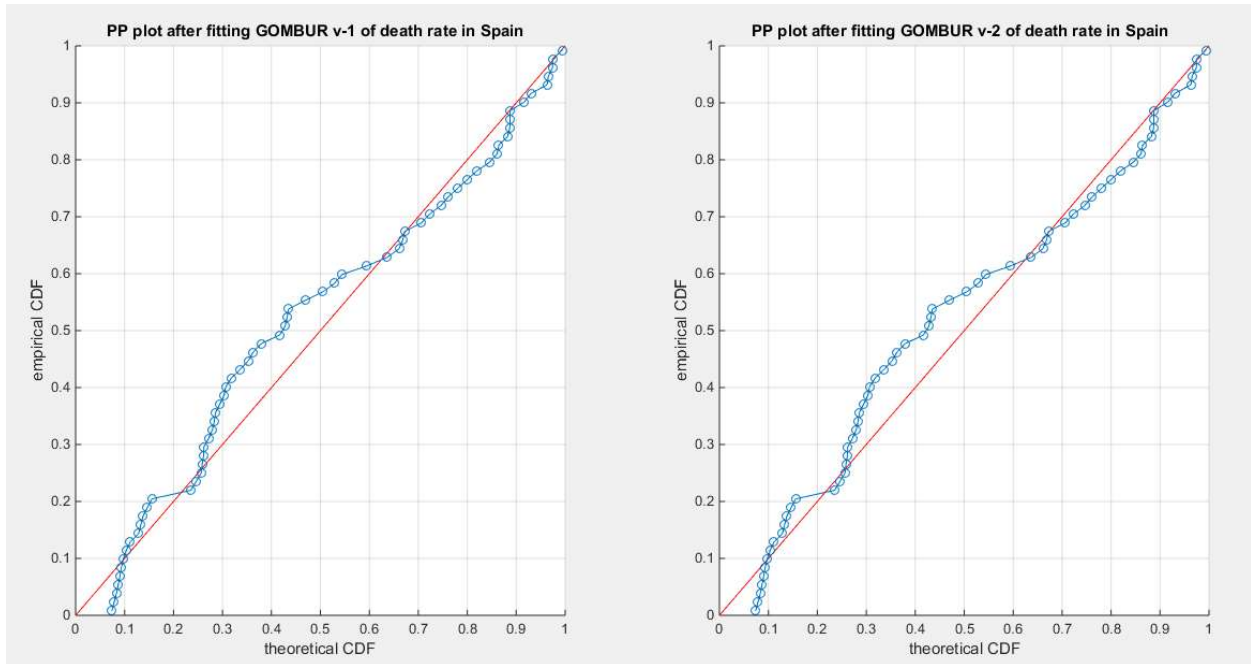 PP plot after fitting GOMBUR v-1 of death rate in Spain
1
0.9
0.8
0.7
0.6
0.5
0.4
0.3
0.2
0.1
0
empirical CDF
0 0.1 0.2 0.3 0.4 0.5 0.6 0.7 0.8 0.9 1
theoretical CDF
PP plot after fitting GOMBUR v-2 of death rate in Spain
1
0.9
0.8
0.7
0.6
0.5
0.4
0.3
0.2
0.1
0
empirical CDF
0 0.1 0.2 0.3 0.4 0.5 0.6 0.7 0.8 0.9 1
theoretical CDF